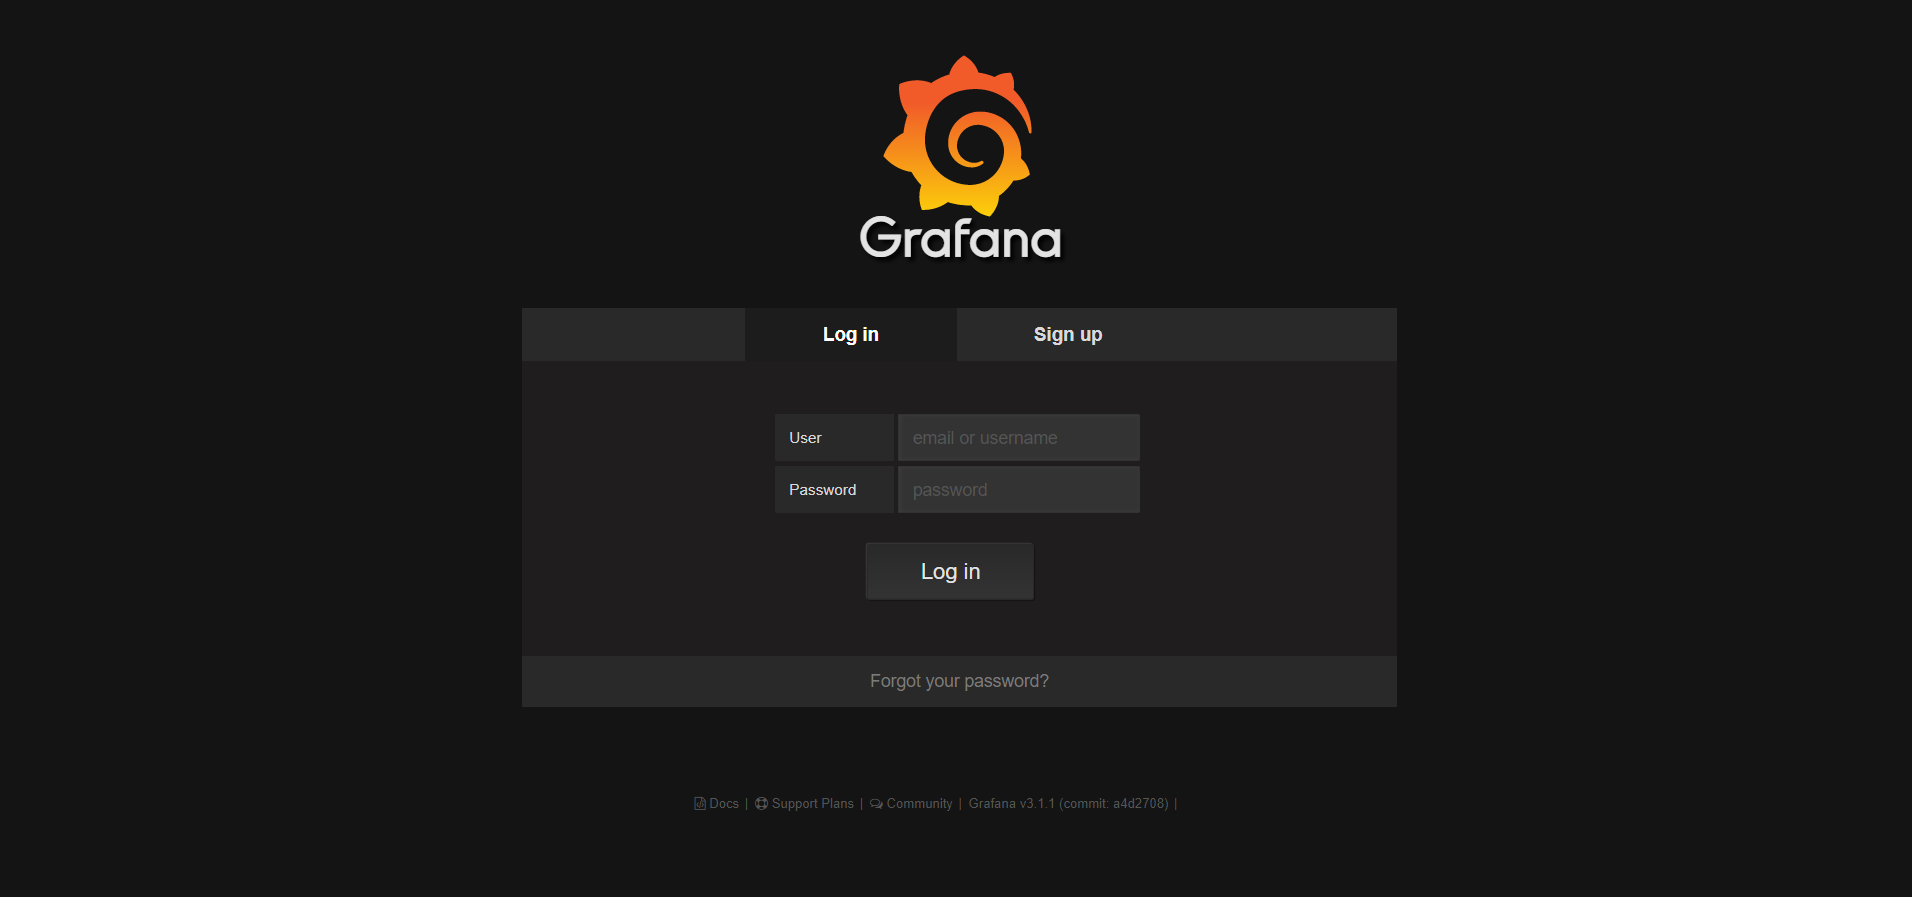 Grafana
Log in Sign up
User email or username
Password password
Log in
Forgot your password?
Docs | Support Plans | Community | Grafana v3.1.1 (commit: a4d2708) |